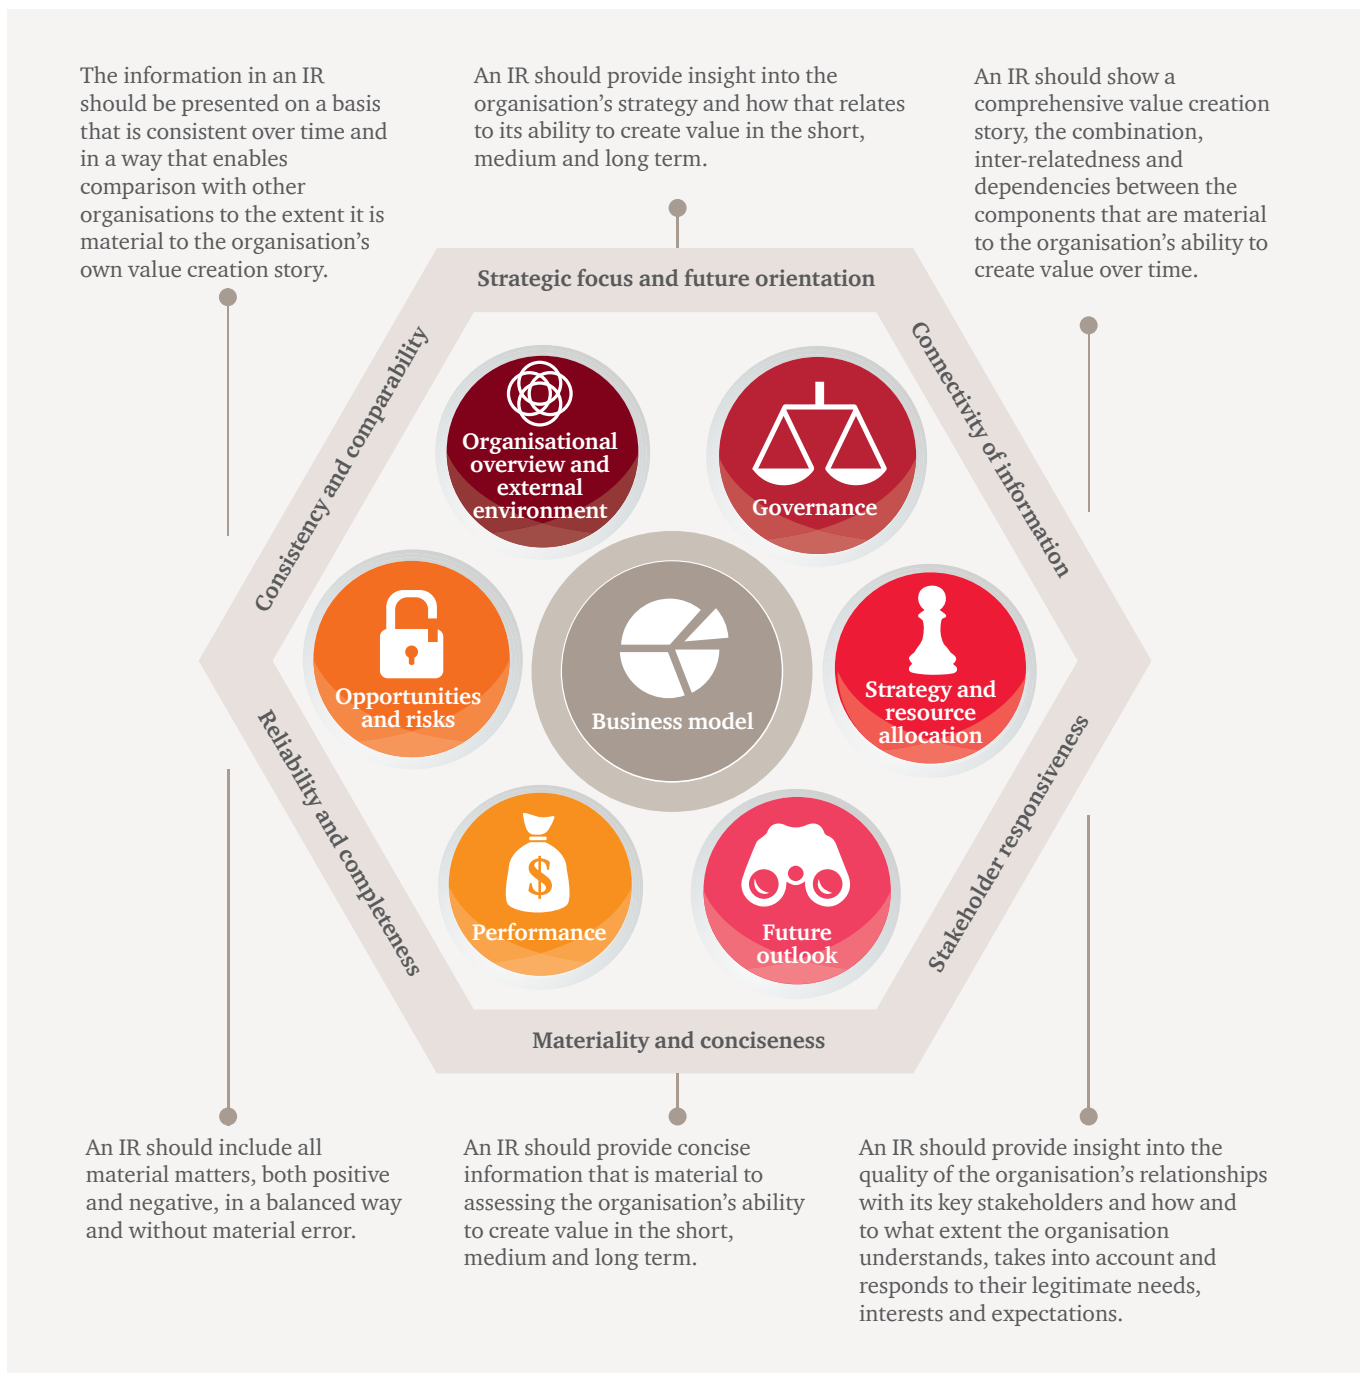 The information in an IR
should be presented on a basis
that is consistent over time and
in a way that enables
comparison with other
organisations to the extent it is
material to the organisation’s
own value creation story.
An IR should provide insight into the
organisation’s strategy and how that relates
to its ability to create value in the short,
medium and long term.
An IR should show a
comprehensive value creation
story, the combination,
inter-relatedness and
dependencies between the
components that are material
to the organisation’s ability to
create value over time.
Strategic focus and future orientation
Consistency and comparability
Connectivity of information
Organisational
overview and
external
environment
Governance
Opportunities
and risks
Business model
Strategy and
resource
allocation
Reliability and completeness
Stakeholder responsiveness
$
Performance
Future
outlook
Materiality and conciseness
An IR should include all
material matters, both positive
and negative, in a balanced way
and without material error.
An IR should provide concise
information that is material to
assessing the organisation’s ability
to create value in the short,
medium and long term.
An IR should provide insight into the
quality of the organisation’s relationships
with its key stakeholders and how and
to what extent the organisation
understands, takes into account and
responds to their legitimate needs,
interests and expectations.